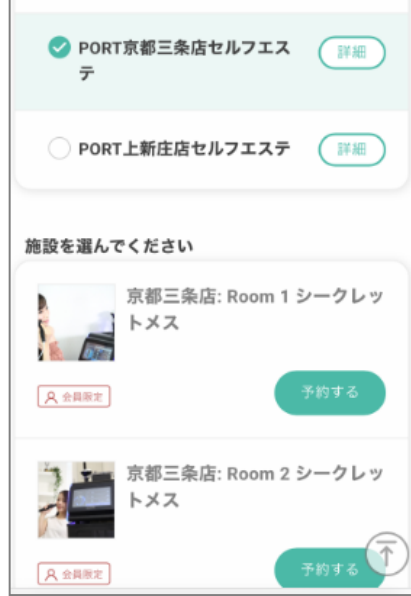 PORT京都三条店セルフエス
テ
詳細
PORT上新庄店セルフエステ
詳細
施設を選んでください
京都三条店: Room 1 シークレッ
トメス
会員限定
予約する
京都三条店: Room 2 シークレッ
トメス
会員限定
予約する